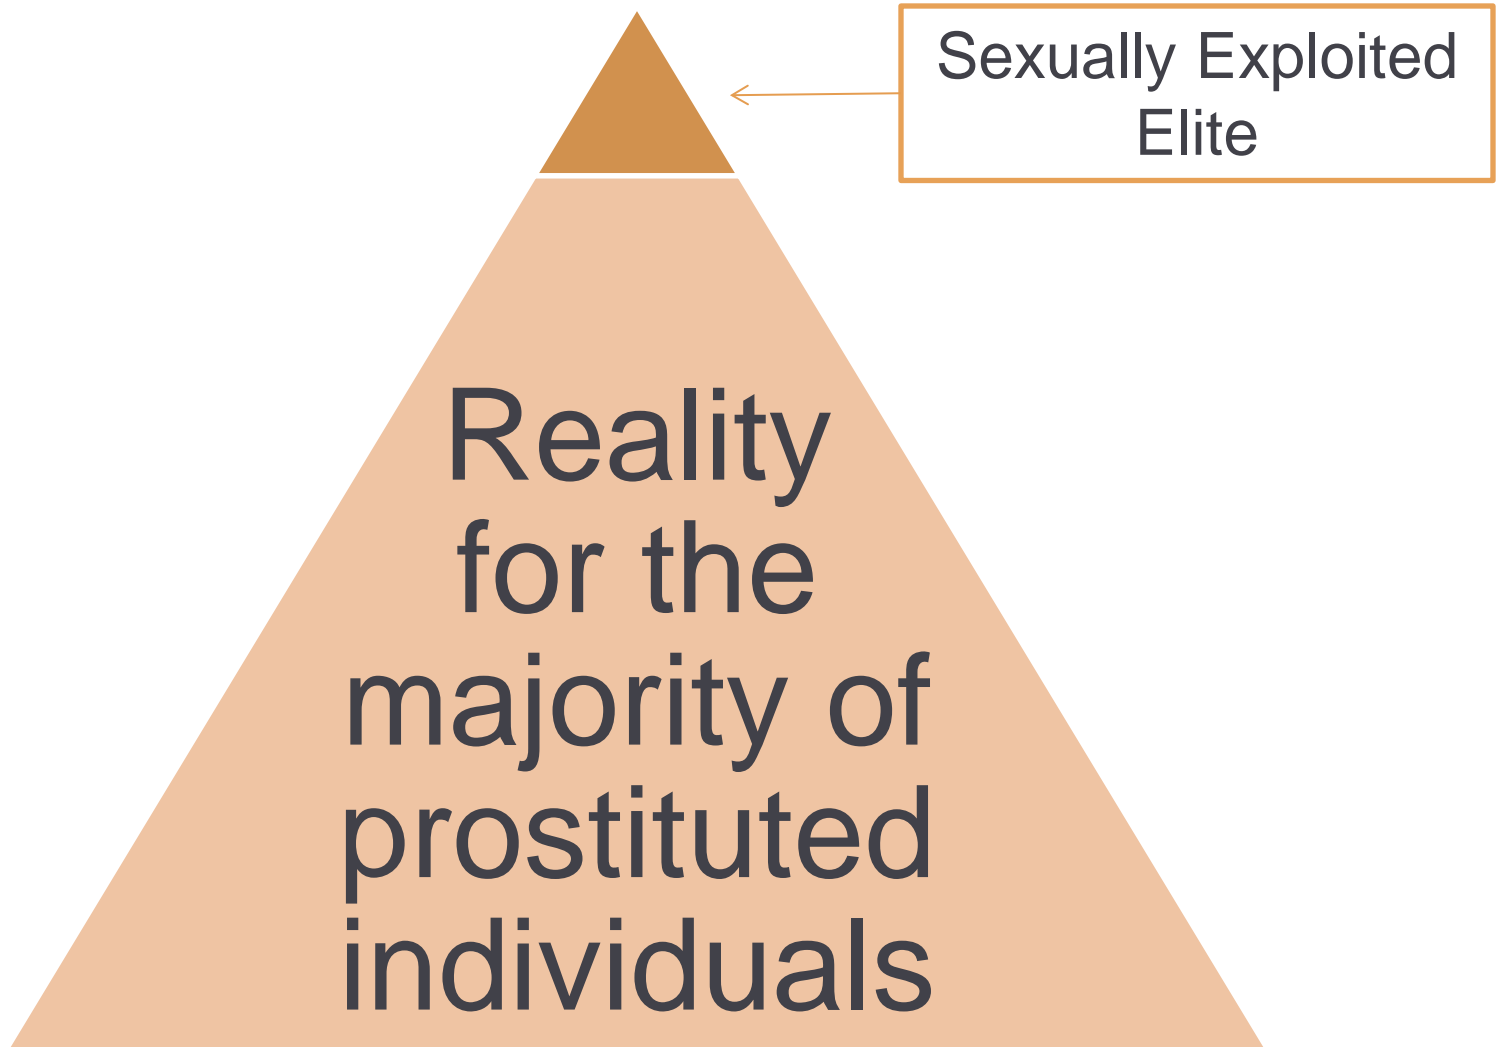 Sexually Exploited
Elite
Reality
for the
majority of
prostituted
individuals